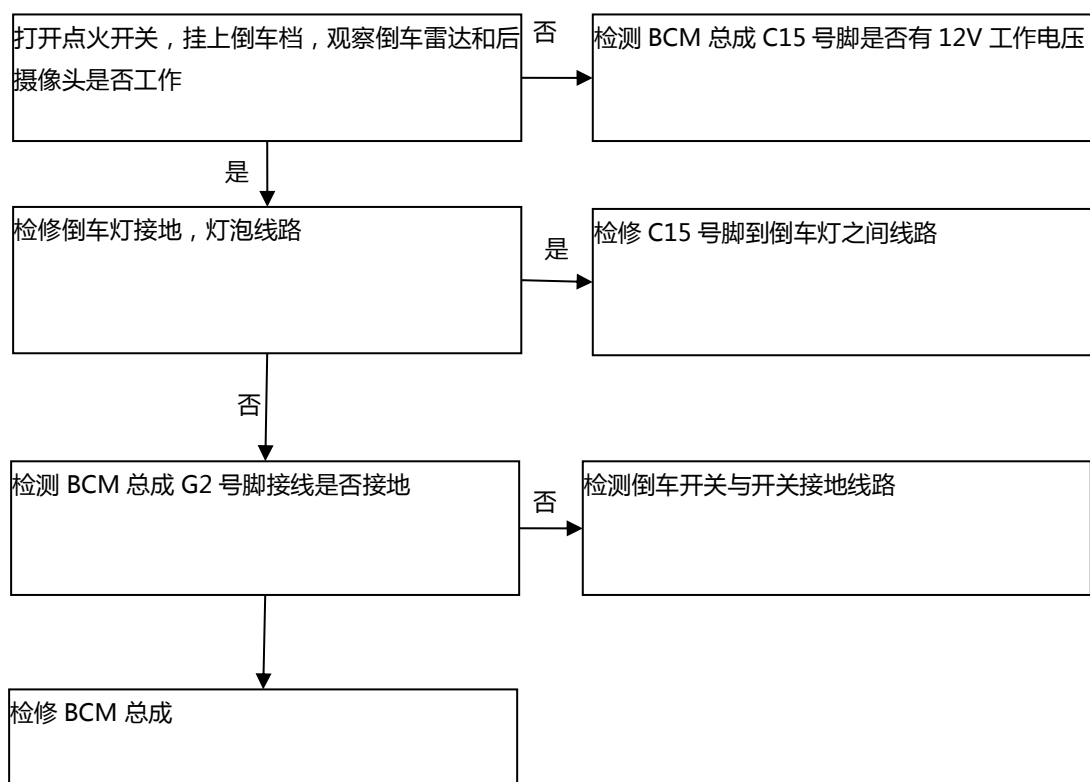 打开点火开关，挂上倒车档，观察倒车雷达和后
摄像头是否工作
否
检测 BCM 总成 C15 号脚是否有 12V 工作电压
是
检修倒车灯接地，灯泡线路
是
检修 C15 号脚到倒车灯之间线路
否
检测 BCM 总成 G2 号脚接线是否接地
否
检测倒车开关与开关接地线路
检修 BCM 总成